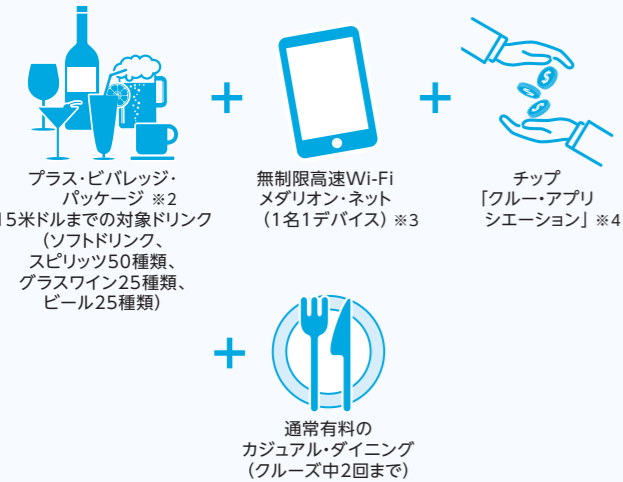 プラス・ビバレッジ・
パッケージ ※2
15米ドルまでの対象ドリンク
(ソフトドリンク、
スピリッツ50種類、
グラスワイン25種類、
ビール25種類)
+
無制限高速Wi-Fi
メダリオン・ネット
(1名1デバイス) ※3
+
チップ
「クルー・アプリ
シエーション」 ※4
+
通常有料の
カジュアル・ダイニング
(クルーズ中2回まで)